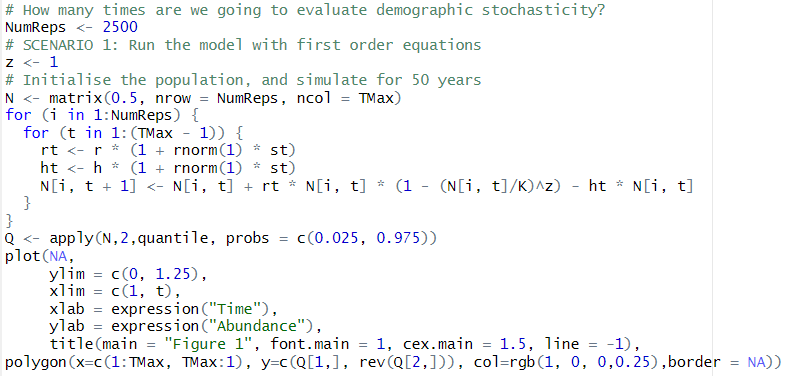 # How many times are we going to evaluate demographic stochasticity?
NumReps <- 2500
# SCENARIO 1: Run the model with first order equations
z <- 1
# Initialise the population, and simulate for 50 years
N <- matrix(0.5, nrow = NumReps, ncol = TMax)
for (i in 1:NumReps) {
  for (t in 1:(TMax - 1)) {
    rt <- r * (1 + rnorm(1) * st)
    ht <- h * (1 + rnorm(1) * st)
    N[i, t + 1] <- N[i, t] + rt * N[i, t] * (1 - (N[i, t]/K)^z) - ht * N[i, t]
  }
}
Q <- apply(N,2,quantile, probs = c(0.025, 0.975))
plot(NA,
     ylim = c(0, 1.25),
     xlim = c(1, t),
     xlab = expression("Time"),
     ylab = expression("Abundance"),
     title(main = "Figure 1", font.main = 1, cex.main = 1.5, line = -1),
polygon(x=c(1:TMax, TMax:1), y=c(Q[1,], rev(Q[2,])), col=rgb(1, 0, 0,0.25),border = NA))